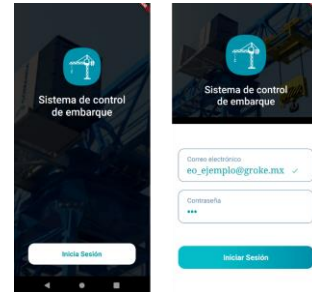 Sistema de control
de embarque
Inicia Sesión
Sistema de control
de embarque
Correo electrónico
eo_ejemplo@groke.mx
Contraseña
Iniciar Sesión